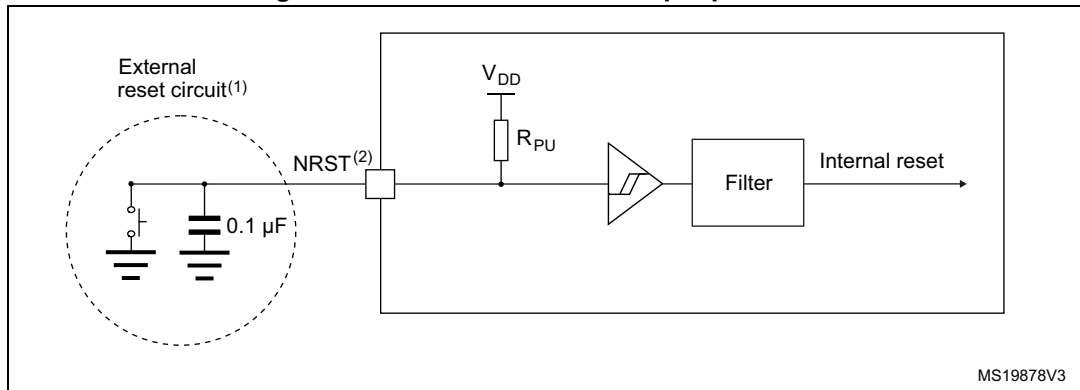 External
reset circuit(1)
VDD
RPU
NRST(2)
0.1 µF
Filter
Internal reset
MS19878V3